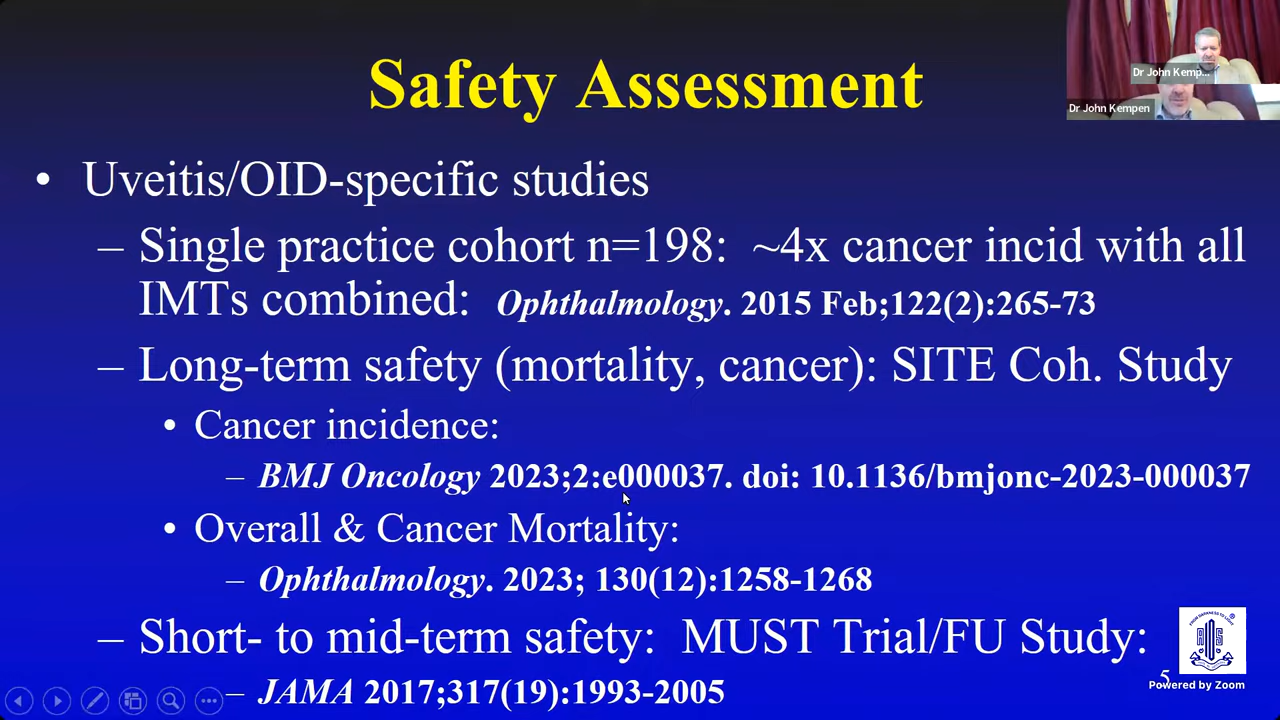 Safety Assessment
Dr John Kemp...
Dr John Kempen
• Uveitis/OID-specific studies
– Single practice cohort n=198: ~4x cancer incid with all
IMTs combined: Ophthalmology. 2015 Feb;122(2):265-73
– Long-term safety (mortality, cancer): SITE Coh. Study
• Cancer incidence:
– BMJ Oncology 2023;2:e000037. doi: 10.1136/bmjonc-2023-000037
• Overall & Cancer Mortality:
– Ophthalmology. 2023; 130(12):1258-1268
– Short- to mid-term safety: MUST Trial/FU Study:
– JAMA 2017;317(19):1993-2005
5
Powered by Zoom